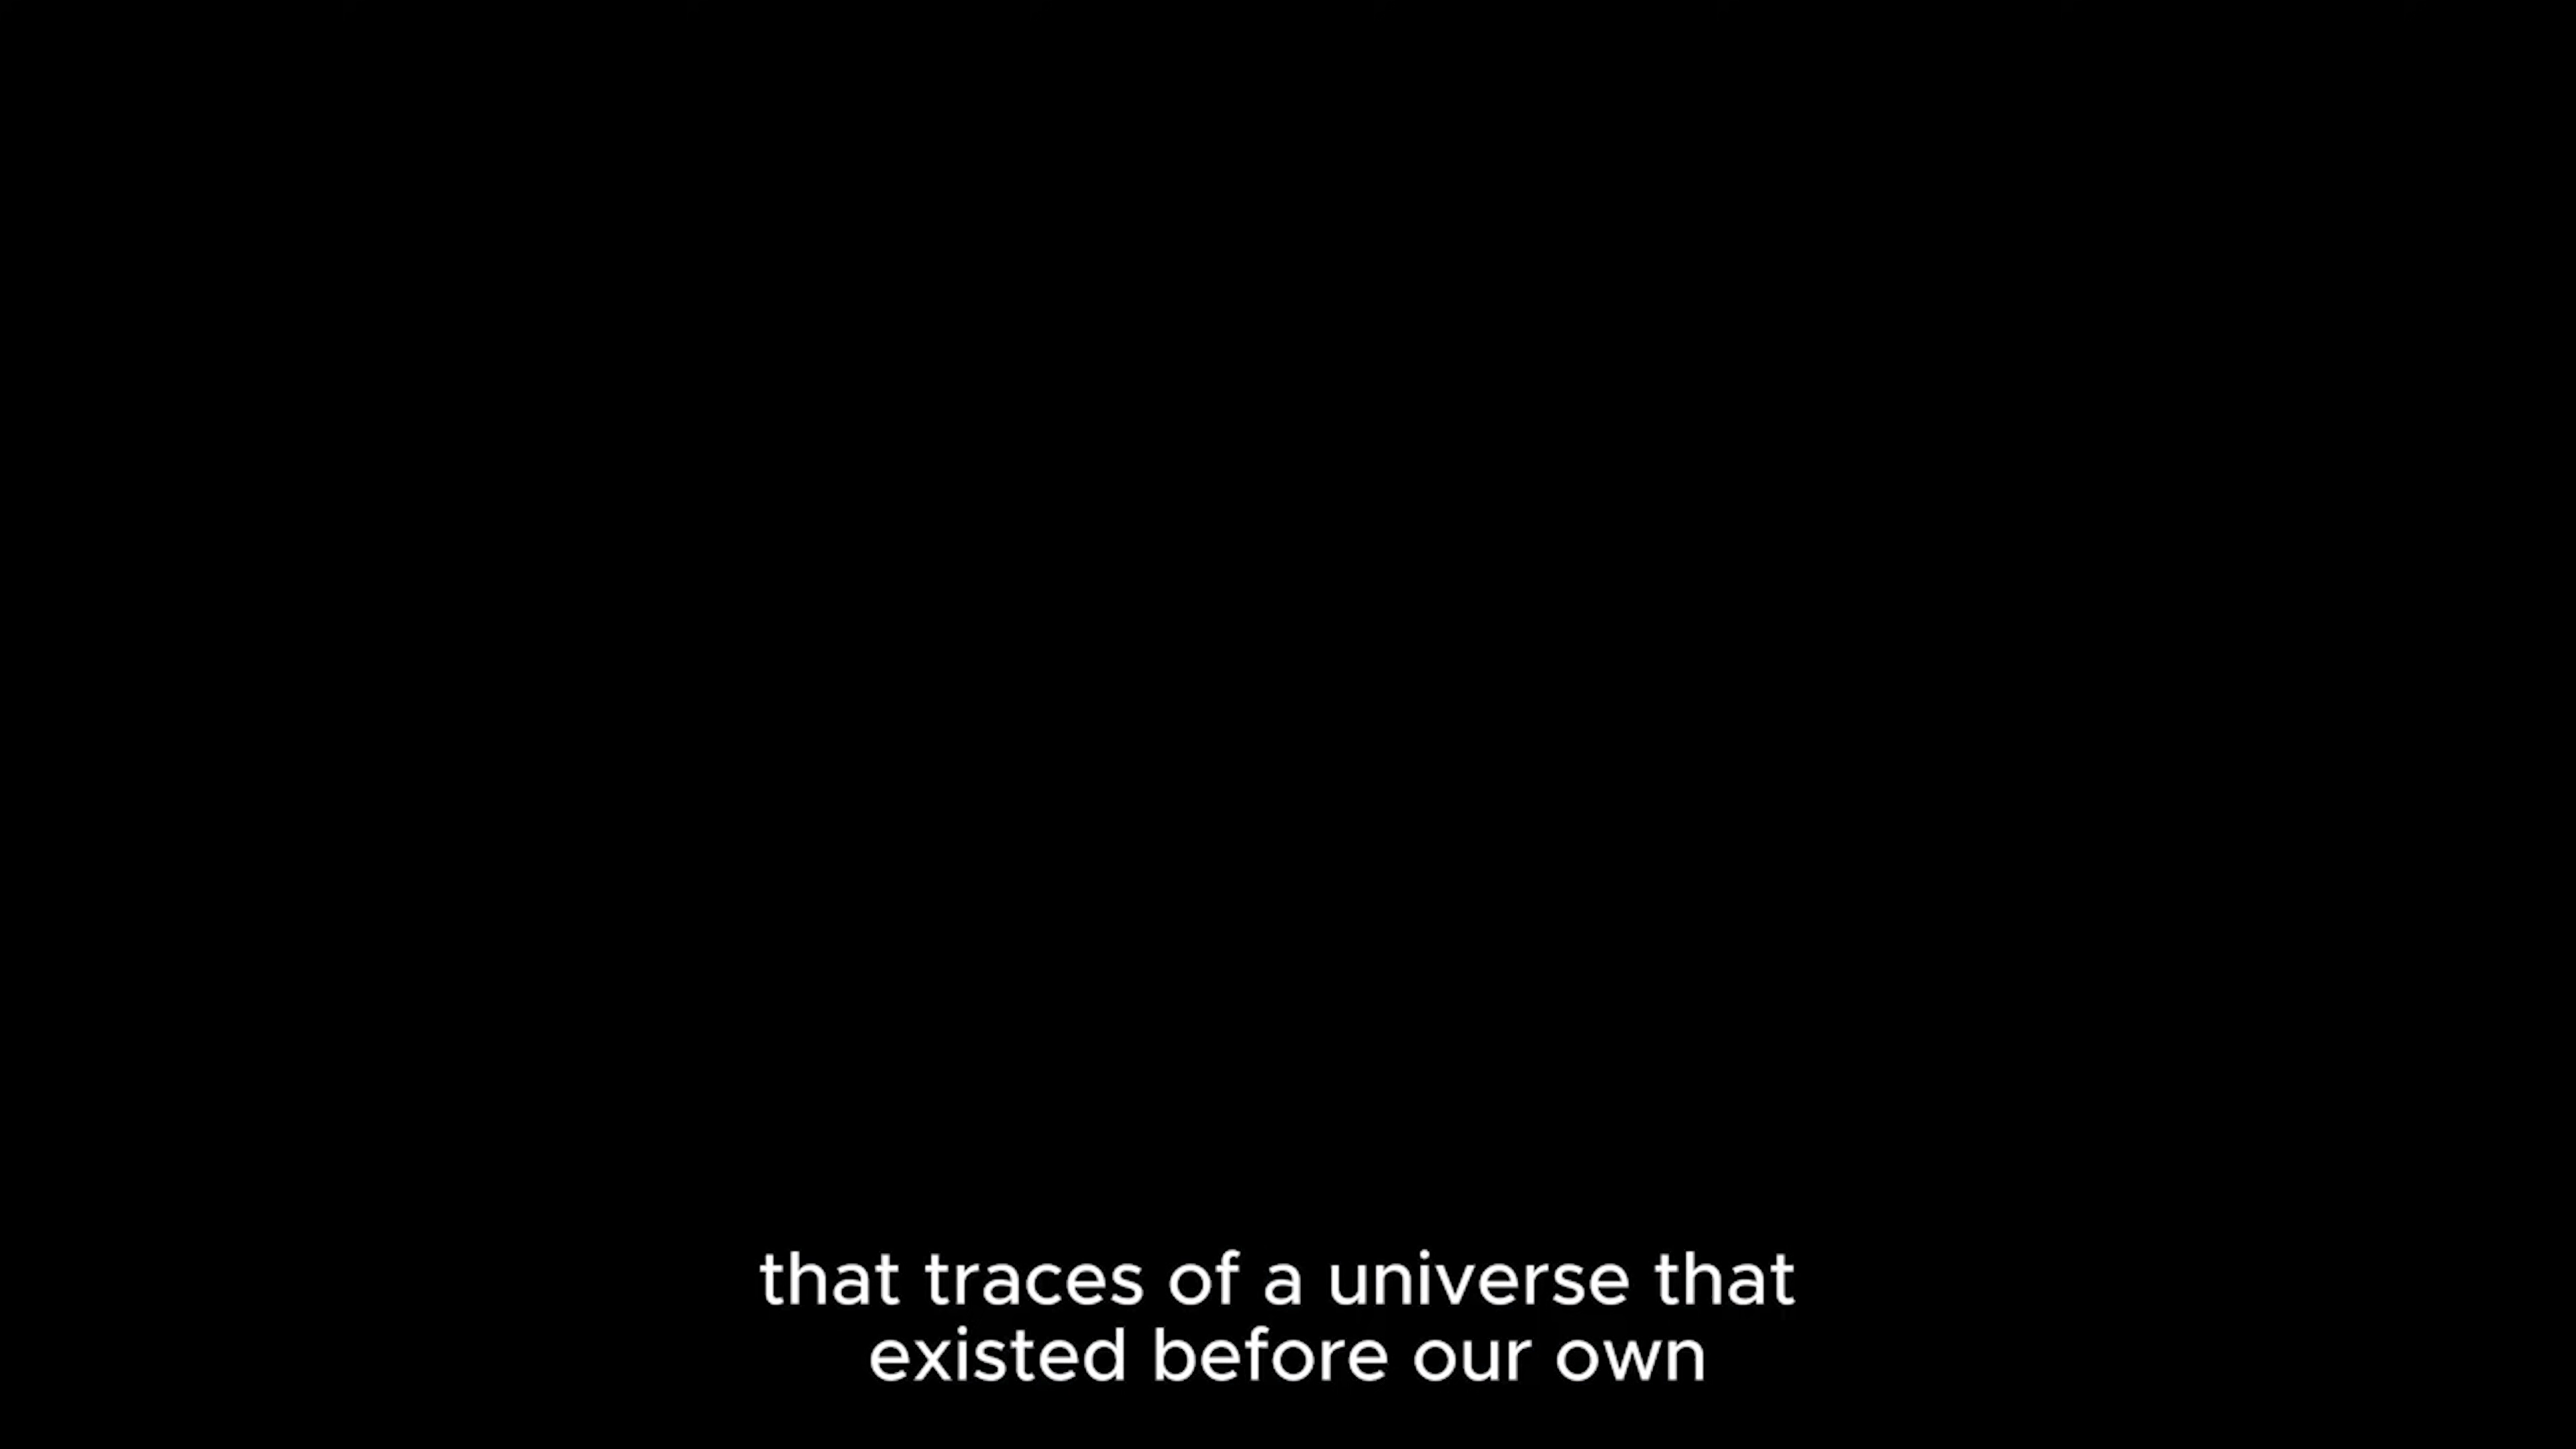 that traces of a universe that
existed before our own